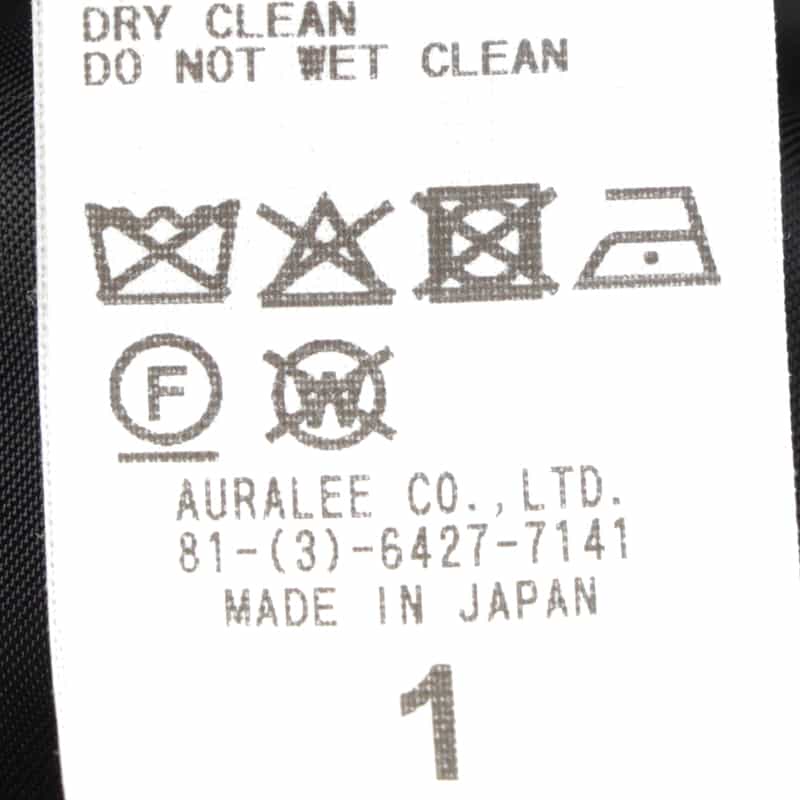 DRY CLEAN
DO NOT WET CLEAN
F W
AURALEE CO.,LTD.
81-(3)-6427-7141
MADE IN JAPAN
1